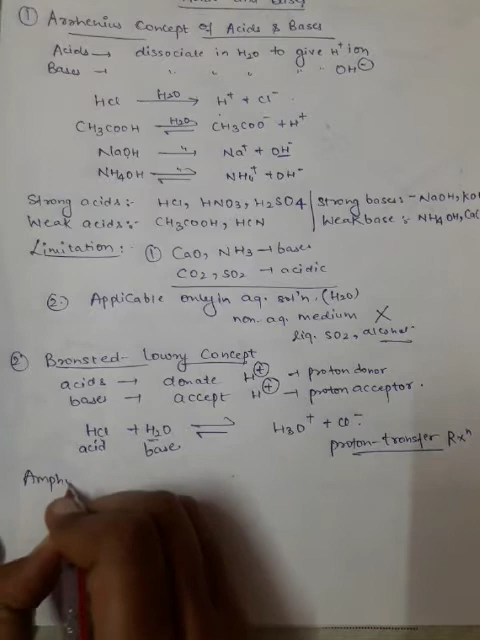 ① Arrhenius Concept of Acids & Bases
Acids → dissociate in H2O to give H+ ion
Bases → " " " " " OH⊖
HCl —H2O→ H+ + Cl-
CH3COOH ⇌H2O CH3COO- + H+
NaOH —"→ Na+ + OH-
NH4OH ⇌" NH4+ + OH-
Strong acids:- HCl, HNO3, H2SO4 | Strong bases:- NaOH, KOH
Weak acids:- CH3COOH, HCN | Weak base:- NH4OH, Ca(
Limitation:- ① CaO, NH3 → bases
CO2, SO2 → acidic
②. Applicable only in aq. sol'n. (H2O)
non-aq. medium X
liq. SO2, alcohol
② Bronsted-Lowry Concept
acids → donate H⊕ → proton donor
bases → accept H⊕ → proton acceptor.
HCl + H2O ⇌ H3O+ + Cl-
acid base proton-transfer Rxn
Amphi